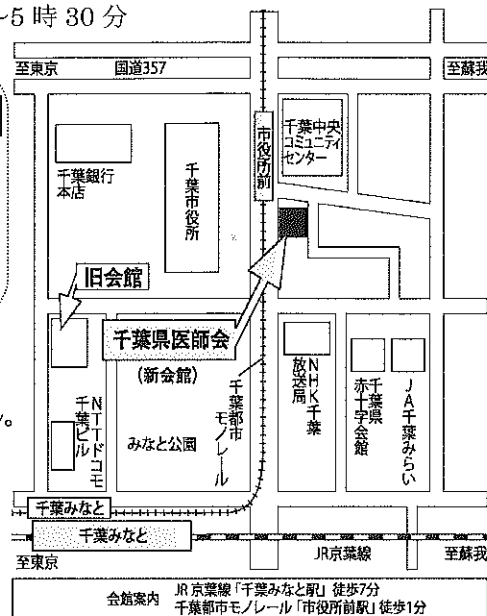 ~5時30分
至東京
国道357
至蘇我
千葉銀行
本店
千葉市役所
市役所前
千葉中央
コミュニティ
センター
旧会館
千葉県医師会
(新会館)
NTTドコモ
千葉ビル
みなと公園
千葉都市
モノレール
NHK千葉
放送局
千葉県
赤十字会館
JA千葉みらい
。
千葉みなと
千葉みなと
至東京
JR京葉線
至蘇我
会館案内
JR京葉線「千葉みなと駅」徒歩7分
千葉都市モノレール「市役所前駅」徒歩1分